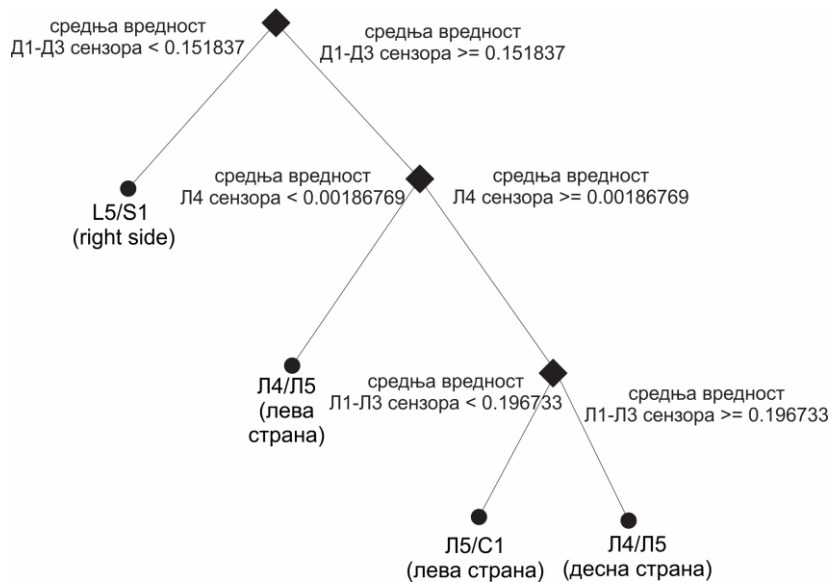 средња вредност
Д1-Д3 сензора < 0.151837
средња вредност
Д1-Д3 сензора >= 0.151837
L5/S1
(right side)
средња вредност
Л4 сензора < 0.00186769
средња вредност
Л4 сензора >= 0.00186769
Л4/Л5
(лева
страна)
средња вредност
Л1-Л3 сензора < 0.196733
средња вредност
Л1-Л3 сензора >= 0.196733
Л5/С1
(лева страна)
Л4/Л5
(десна страна)